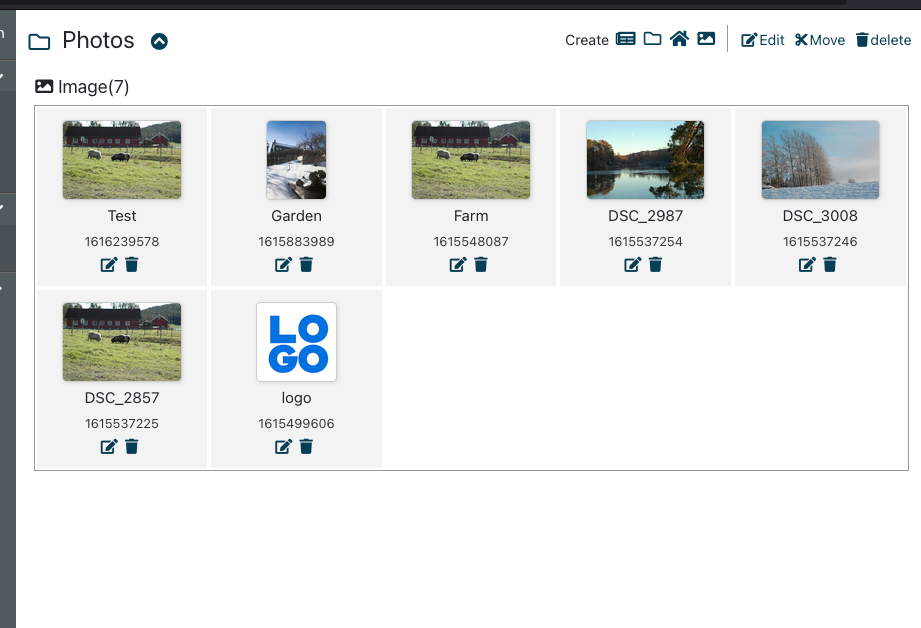 Photos
Create
Edit
Move
delete
Image(7)
Test
1616239578
Garden
1615883989
Farm
1615548087
DSC_2987
1615537254
DSC_3008
1615537246
DSC_2857
1615537225
LO
GO
logo
1615499606